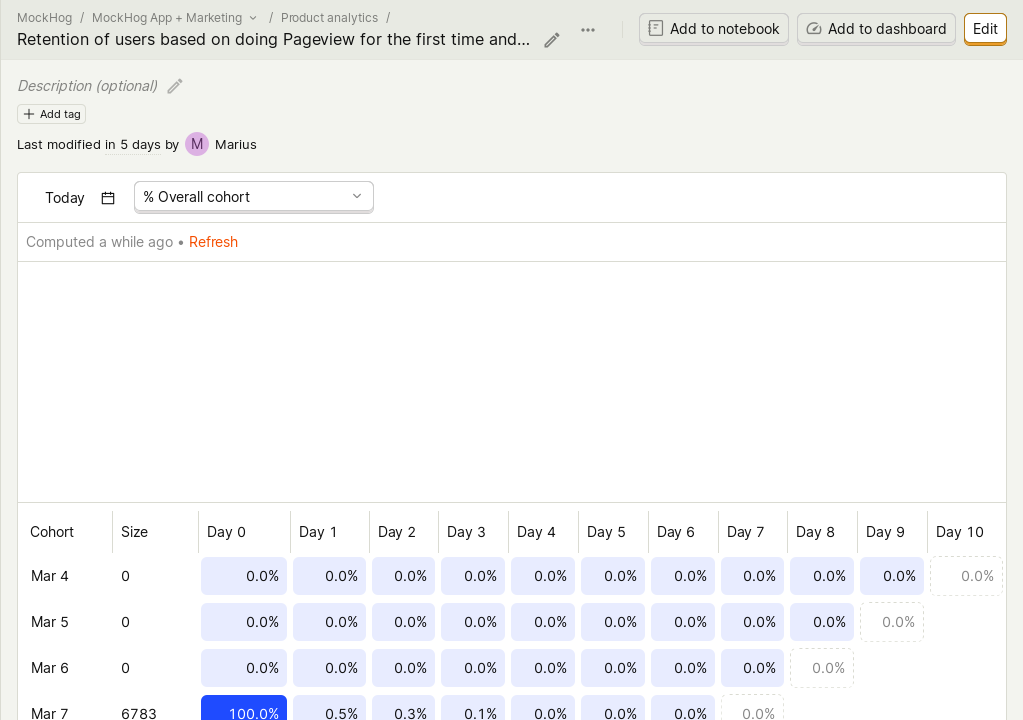 MockHog / MockHog App + Marketing / Product analytics /
Retention of users based on doing Pageview for the first time and...
Add to notebook
Add to dashboard
Edit
Description (optional)
Add tag
Last modified in 5 days by M Marius
Today
% Overall cohort
Computed a while ago • Refresh
Cohort Size Day 0 Day 1 Day 2 Day 3 Day 4 Day 5 Day 6 Day 7 Day 8 Day 9 Day 10
Mar 4 0 0.0% 0.0% 0.0% 0.0% 0.0% 0.0% 0.0% 0.0% 0.0% 0.0% 0.0%
Mar 5 0 0.0% 0.0% 0.0% 0.0% 0.0% 0.0% 0.0% 0.0% 0.0% 0.0%
Mar 6 0 0.0% 0.0% 0.0% 0.0% 0.0% 0.0% 0.0% 0.0% 0.0%
Mar 7 6783 100.0% 0.5% 0.3% 0.1% 0.0% 0.0% 0.0% 0.0%